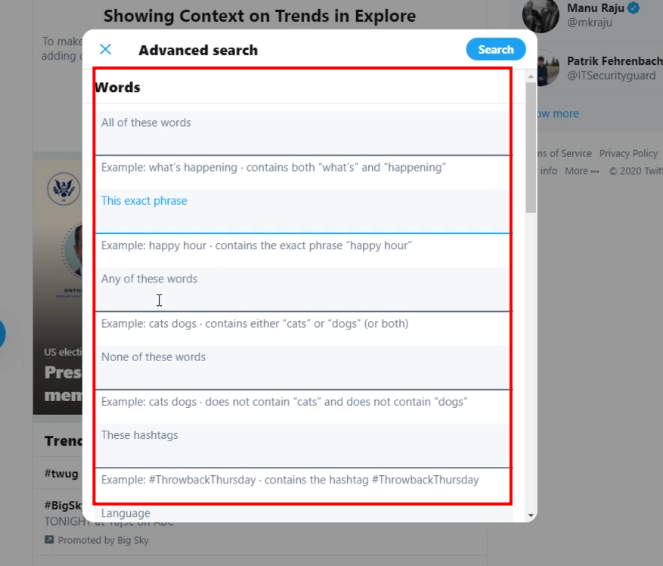 Showing Context on Trends in Explore
To make
adding c
Manu Raju
@mkraju
Patrik Fehrenbach
@ITSecurityguard
ow more
ms of Service Privacy Policy
info More ••• © 2020 Twitt
Advanced search
Search
Words
All of these words
Example: what's happening · contains both “what's” and “happening”
This exact phrase
Example: happy hour · contains the exact phrase “happy hour”
Any of these words
Example: cats dogs · contains either “cats” or “dogs” (or both)
None of these words
Example: cats dogs · does not contain “cats” and does not contain “dogs”
These hashtags
Example: #ThrowbackThursday · contains the hashtag #ThrowbackThursday
Language
US electi
Pres
mem
Trend
#twug
#BigSky
TONIGHT at 10|9c on ABC
Promoted by Big Sky